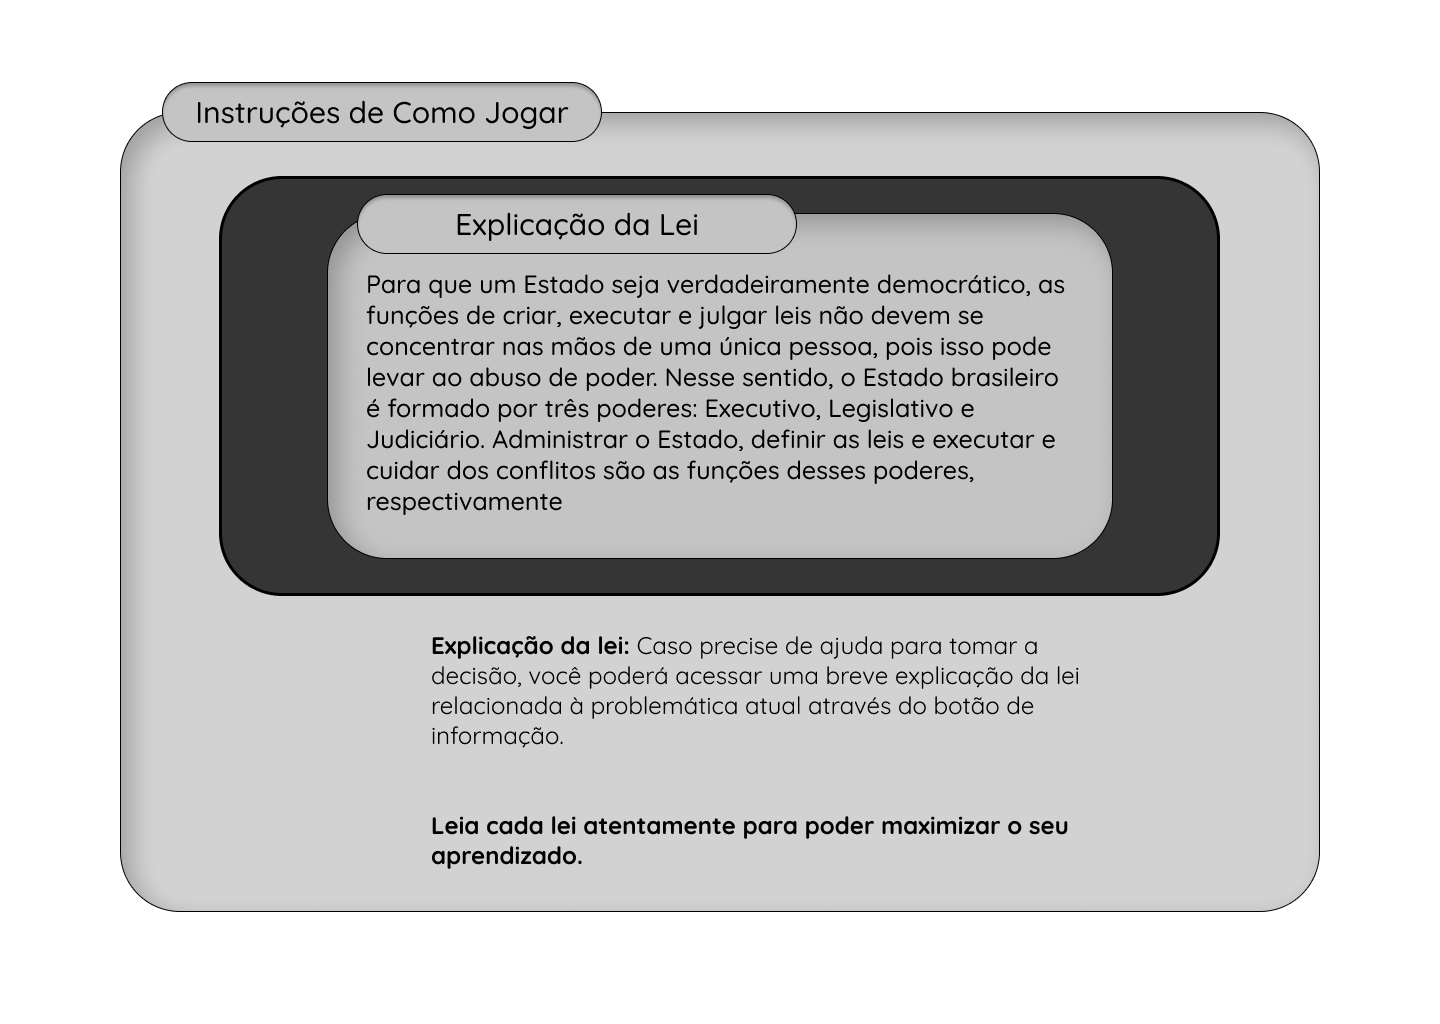 Instruções de Como Jogar
Explicação da Lei
Para que um Estado seja verdadeiramente democrático, as
funções de criar, executar e julgar leis não devem se
concentrar nas mãos de uma única pessoa, pois isso pode
levar ao abuso de poder. Nesse sentido, o Estado brasileiro
é formado por três poderes: Executivo, Legislativo e
Judiciário. Administrar o Estado, definir as leis e executar e
cuidar dos conflitos são as funções desses poderes,
respectivamente
Explicação da lei: Caso precise de ajuda para tomar a
decisão, você poderá acessar uma breve explicação da lei
relacionada à problemática atual através do botão de
informação.
Leia cada lei atentamente para poder maximizar o seu
aprendizado.